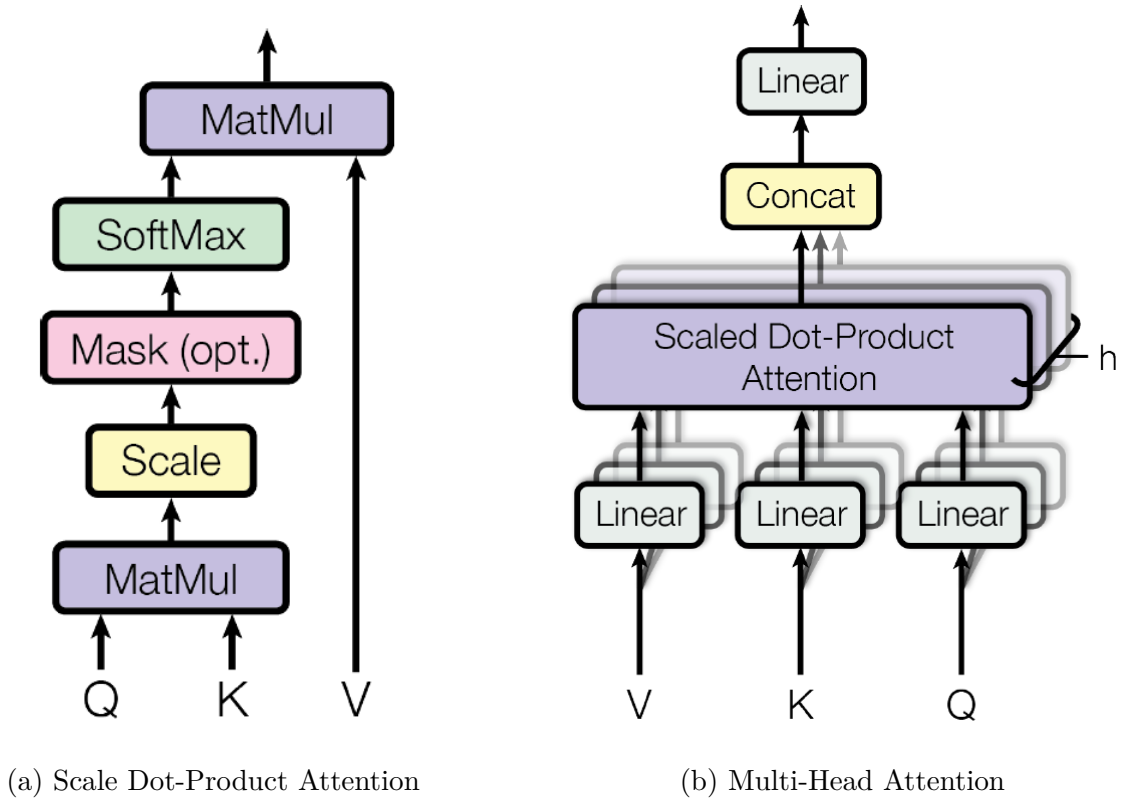 MatMul
SoftMax
Mask (opt.)
Scale
MatMul
Q K V
(a) Scale Dot-Product Attention
Linear
Concat
Scaled Dot-Product
Attention
h
Linear Linear Linear
V K Q
(b) Multi-Head Attention